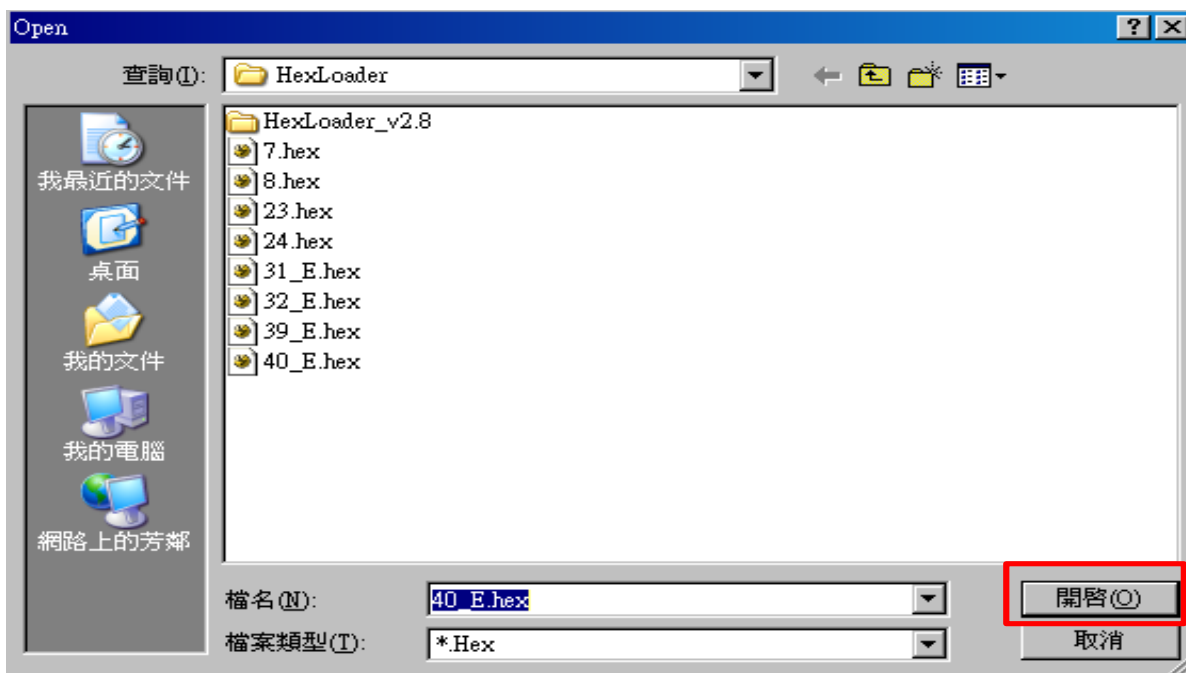 Open
查詢(I): HexLoader
HexLoader_v2.8
7.hex
8.hex
23.hex
24.hex
31_E.hex
32_E.hex
39_E.hex
40_E.hex
我最近的文件
桌面
我的文件
我的電腦
網路上的芳鄰
檔名(N): 40_E.hex 開啓(O)
檔案類型(T): *.Hex 取消